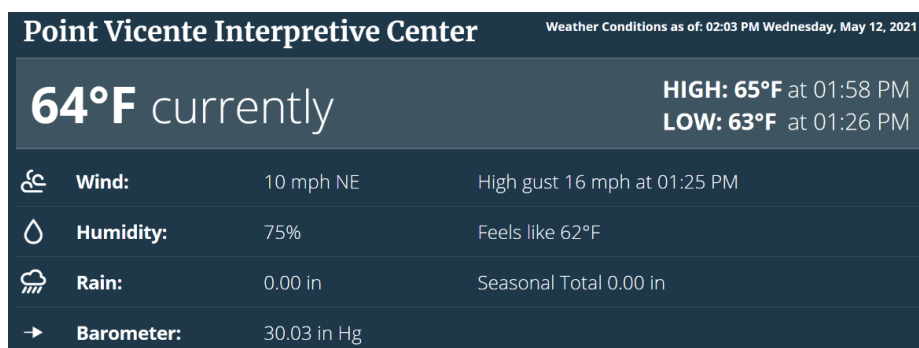 Point Vicente Interpretive Center Weather Conditions as of: 02:03 PM Wednesday, May 12, 2021
64°F currently
HIGH: 65°F at 01:58 PM
LOW: 63°F at 01:26 PM
Wind: 10 mph NE High gust 16 mph at 01:25 PM
Humidity: 75% Feels like 62°F
Rain: 0.00 in Seasonal Total 0.00 in
Barometer: 30.03 in Hg